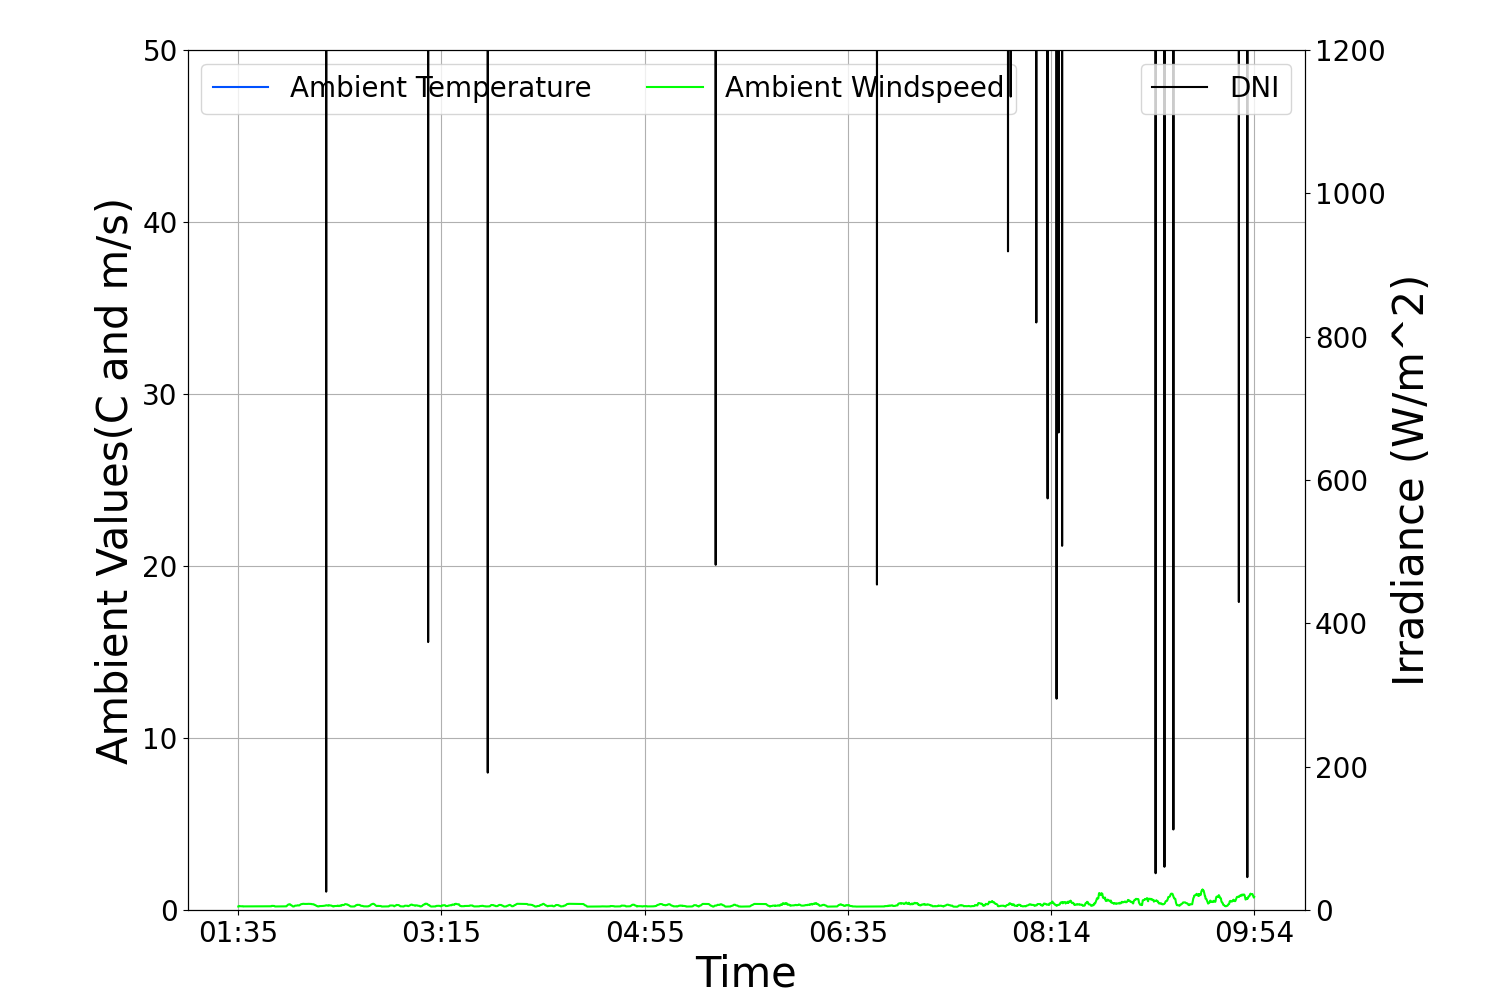 Ambient Temperature
Ambient Windspeed
DNI
50
40
30
20
10
0
Ambient Values(C and m/s)
1200
1000
800
600
400
200
0
Irradiance (W/m^2)
01:35 03:15 04:55 06:35 08:14 09:54
Time